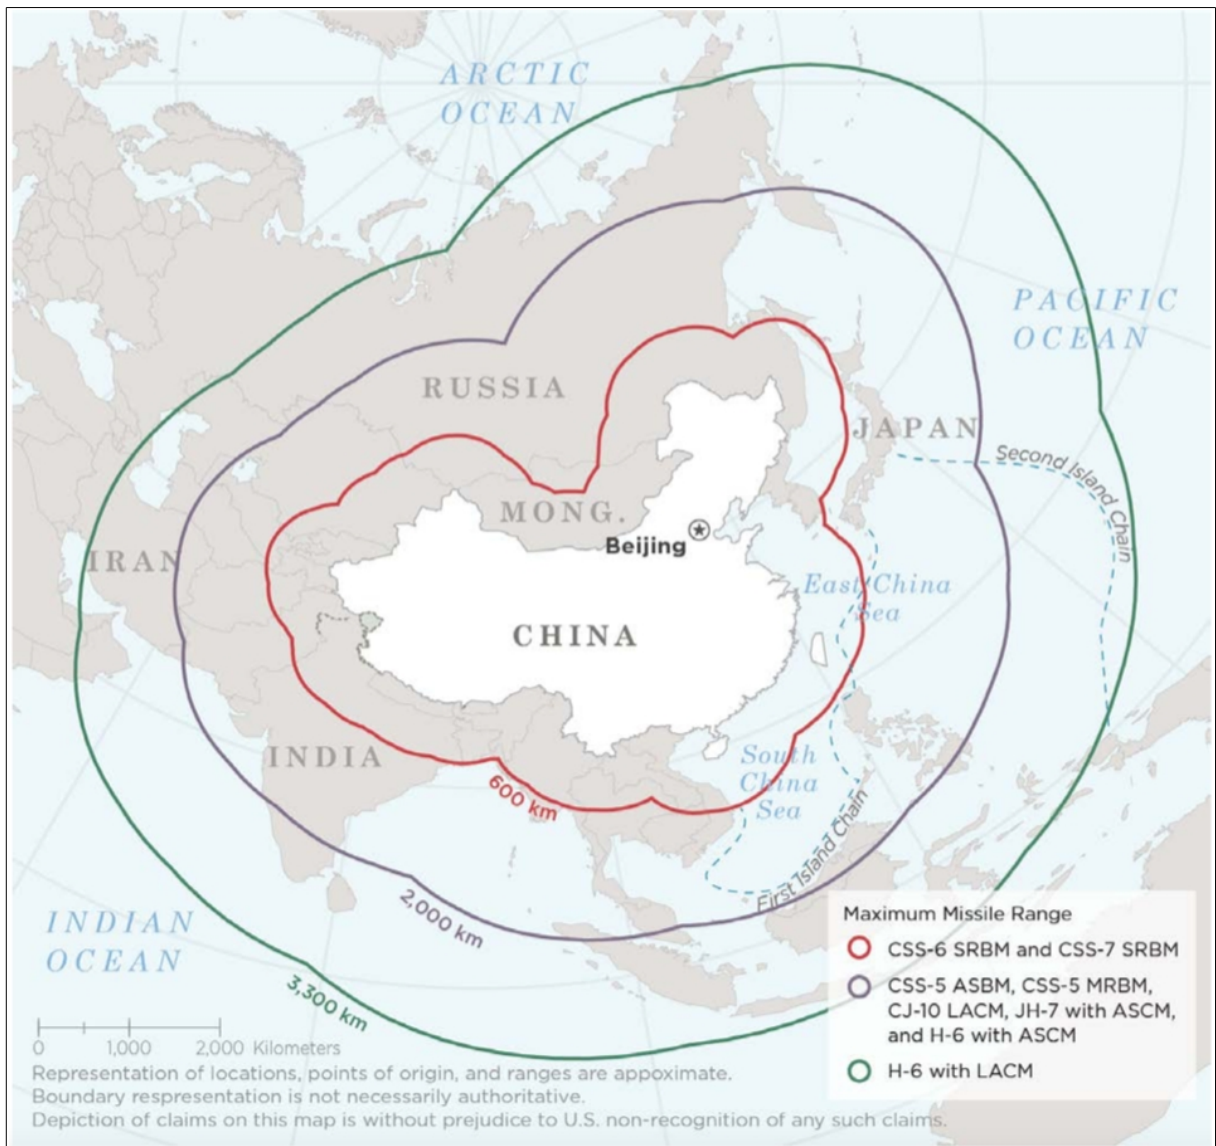 ARCTIC
OCEAN
PACIFIC
OCEAN
RUSSIA
JAPAN
Second Island Chain
MONG.
Beijing
IRAN
East China
Sea
CHINA
INDIA
South
China
Sea
600 km
First Island Chain
2,000 km
INDIAN
OCEAN
3,300 km
Maximum Missile Range
CSS-6 SRBM and CSS-7 SRBM
CSS-5 ASBM, CSS-5 MRBM,
CJ-10 LACM, JH-7 with ASCM,
and H-6 with ASCM
H-6 with LACM
0 1,000 2,000 Kilometers
Representation of locations, points of origin, and ranges are appoximate.
Boundary respresentation is not necessarily authoritative.
Depiction of claims on this map is without prejudice to U.S. non-recognition of any such claims.